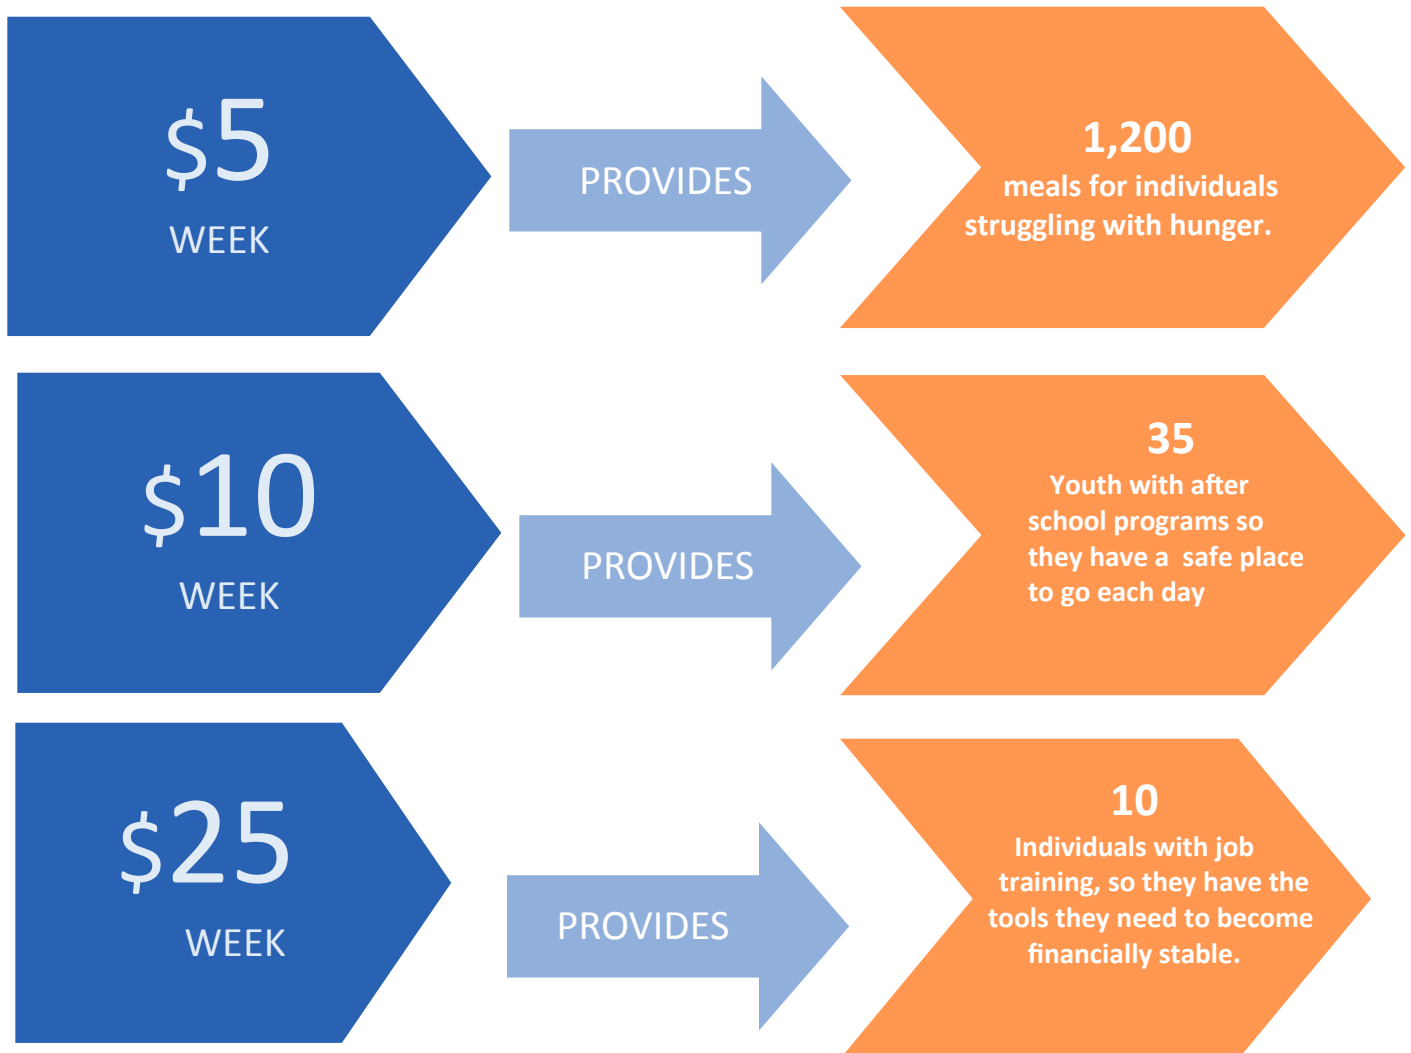 $5
WEEK
PROVIDES
1,200
meals for individuals
struggling with hunger.
$10
WEEK
PROVIDES
35
Youth with after
school programs so
they have a  safe place
to go each day
$25
WEEK
PROVIDES
10
Individuals with job
training, so they have the
tools they need to become
financially stable.